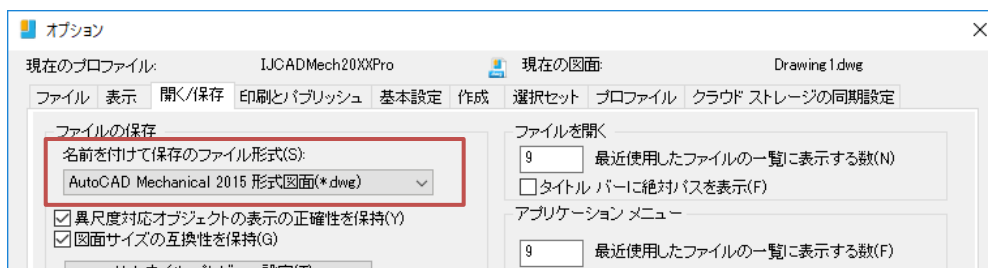 オプション
現在のプロファイル: IJCADMech20XXPro 現在の図面: Drawing1.dwg
ファイル 表示 開く/保存 印刷とパブリッシュ 基本設定 作成 選択セット プロファイル クラウド ストレージの同期設定
ファイルの保存
名前を付けて保存のファイル形式(S):
AutoCAD Mechanical 2015 形式図面(*.dwg)
異尺度対応オブジェクトの表示の正確性を保持(Y)
図面サイズの互換性を保持(G)
ファイルを開く
9 最近使用したファイルの一覧に表示する数(N)
タイトル バーに絶対パスを表示(F)
アプリケーション メニュー
9 最近使用したファイルの一覧に表示する数(F)